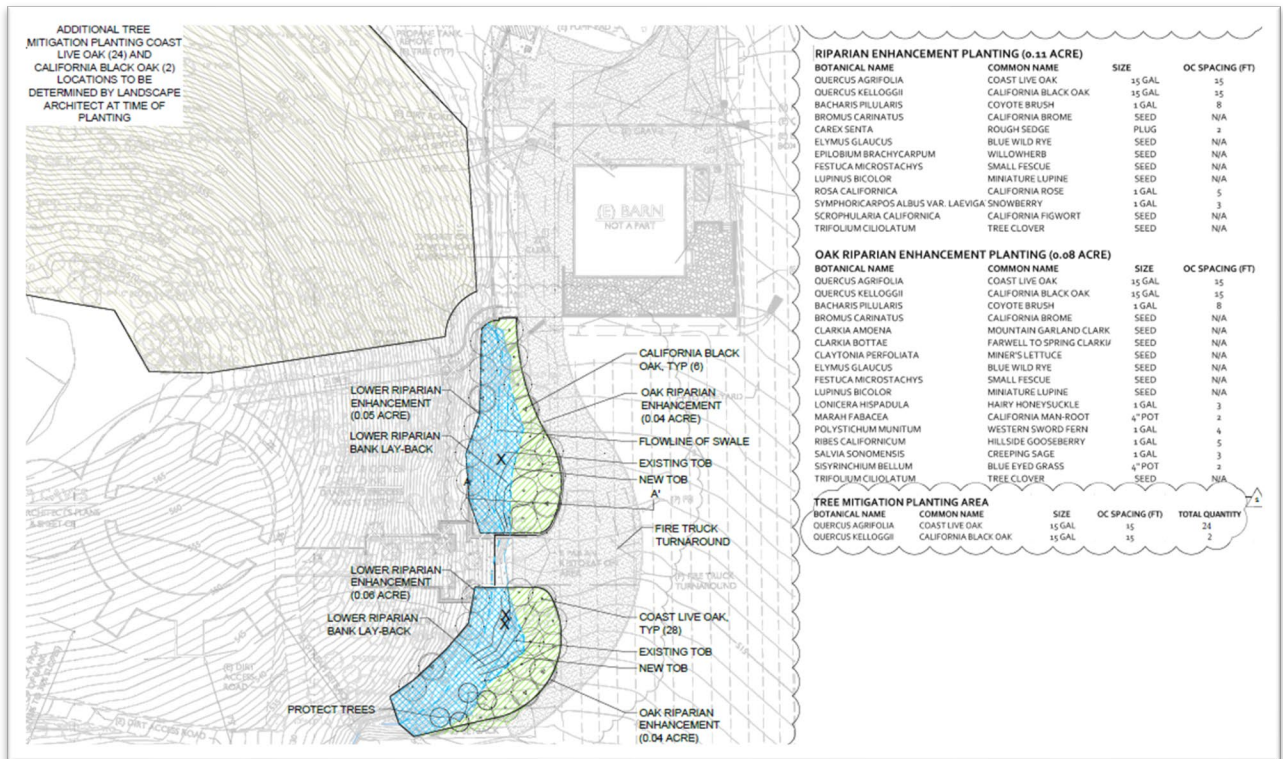 ADDITIONAL TREE
MITIGATION PLANTING COAST
LIVE OAK (24) AND
CALIFORNIA BLACK OAK (2)
LOCATIONS TO BE
DETERMINED BY LANDSCAPE
ARCHITECT AT TIME OF
PLANTING
(E) BARN
NOT A PART
LOWER RIPARIAN
ENHANCEMENT
(0.05 ACRE)
LOWER RIPARIAN
BANK LAY-BACK
CALIFORNIA BLACK
OAK, TYP (6)
OAK RIPARIAN
ENHANCEMENT
(0.04 ACRE)
FLOWLINE OF SWALE
EXISTING TOB
NEW TOB
X
A
A'
FIRE TRUCK
TURNAROUND
(P) FIRE TRUCK
TURNAROUND
LOWER RIPARIAN
ENHANCEMENT
(0.06 ACRE)
LOWER RIPARIAN
BANK LAY-BACK
X
X
COAST LIVE OAK,
TYP (28)
EXISTING TOB
NEW TOB
(E) DIRT
ACCESS
ROAD
PROTECT TREES
OAK RIPARIAN
ENHANCEMENT
(0.04 ACRE)
(E) DIRT ACCESS ROAD
RIPARIAN ENHANCEMENT PLANTING (0.11 ACRE)
BOTANICAL NAME COMMON NAME SIZE OC SPACING (FT)
QUERCUS AGRIFOLIA COAST LIVE OAK 15 GAL 15
QUERCUS KELLOGGII CALIFORNIA BLACK OAK 15 GAL 15
BACHARIS PILULARIS COYOTE BRUSH 1 GAL 8
BROMUS CARINATUS CALIFORNIA BROME SEED N/A
CAREX SENTA ROUGH SEDGE PLUG 2
ELYMUS GLAUCUS BLUE WILD RYE SEED N/A
EPILOBIUM BRACHYCARPUM WILLOWHERB SEED N/A
FESTUCA MICROSTACHYS SMALL FESCUE SEED N/A
LUPINUS BICOLOR MINIATURE LUPINE SEED N/A
ROSA CALIFORNICA CALIFORNIA ROSE 1 GAL 5
SYMPHORICARPOS ALBUS VAR. LAEVIGA SNOWBERRY 1 GAL 3
SCROPHULARIA CALIFORNICA CALIFORNIA FIGWORT SEED N/A
TRIFOLIUM CILIOLATUM TREE CLOVER SEED N/A
OAK RIPARIAN ENHANCEMENT PLANTING (0.08 ACRE)
BOTANICAL NAME COMMON NAME SIZE OC SPACING (FT)
QUERCUS AGRIFOLIA COAST LIVE OAK 15 GAL 15
QUERCUS KELLOGGII CALIFORNIA BLACK OAK 15 GAL 15
BACHARIS PILULARIS COYOTE BRUSH 1 GAL 8
BROMUS CARINATUS CALIFORNIA BROME SEED N/A
CLARKIA AMOENA MOUNTAIN GARLAND CLARK SEED N/A
CLARKIA BOTTAE FARWELL TO SPRING CLARKI SEED N/A
CLAYTONIA PERFOLIATA MINER'S LETTUCE SEED N/A
ELYMUS GLAUCUS BLUE WILD RYE SEED N/A
FESTUCA MICROSTACHYS SMALL FESCUE SEED N/A
LUPINUS BICOLOR MINIATURE LUPINE SEED N/A
LONICERA HISPADULA HAIRY HONEYSUCKLE 1 GAL 3
MARAH FABACEA CALIFORNIA MAN-ROOT 4" POT 2
POLYSTICHUM MUNITUM WESTERN SWORD FERN 1 GAL 4
RIBES CALIFORNICUM HILLSIDE GOOSEBERRY 1 GAL 5
SALVIA SONOMENSIS CREEPING SAGE 1 GAL 3
SISYRINCHIUM BELLUM BLUE EYED GRASS 4" POT 2
TRIFOLIUM CILIOLATUM TREE CLOVER SEED N/A
TREE MITIGATION PLANTING AREA
BOTANICAL NAME COMMON NAME SIZE OC SPACING (FT) TOTAL QUANTITY
QUERCUS AGRIFOLIA COAST LIVE OAK 15 GAL 15 24
QUERCUS KELLOGGII CALIFORNIA BLACK OAK 15 GAL 15 2